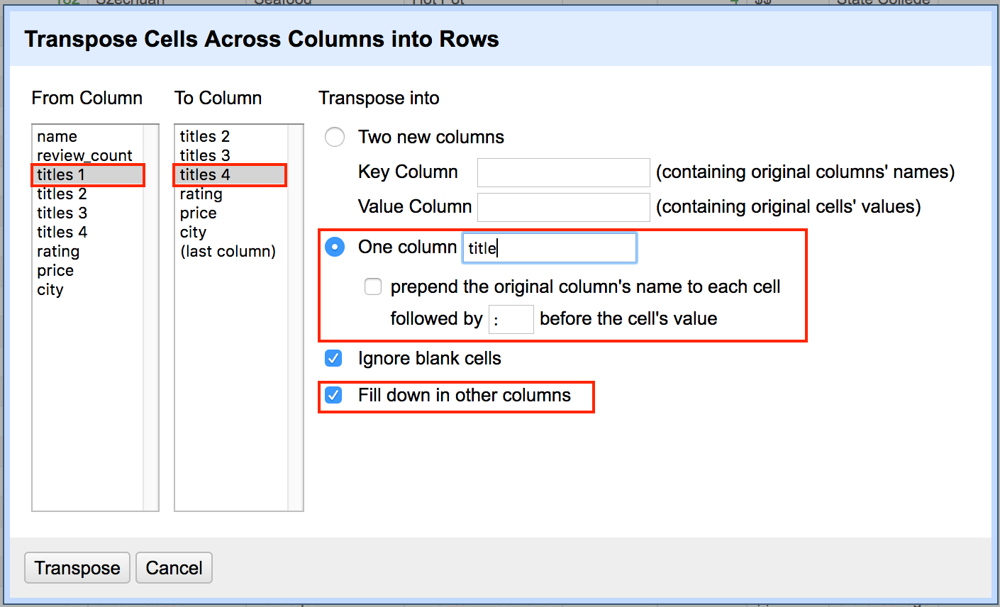 Transpose Cells Across Columns into Rows
From Column
To Column
Transpose into
name
review_count
titles 1
titles 2
titles 3
titles 4
rating
price
city
titles 2
titles 3
titles 4
rating
price
city
(last column)
Two new columns
Key Column (containing original columns' names)
Value Column (containing original cells' values)
One column title
prepend the original column's name to each cell
followed by : before the cell's value
Ignore blank cells
Fill down in other columns
Transpose
Cancel